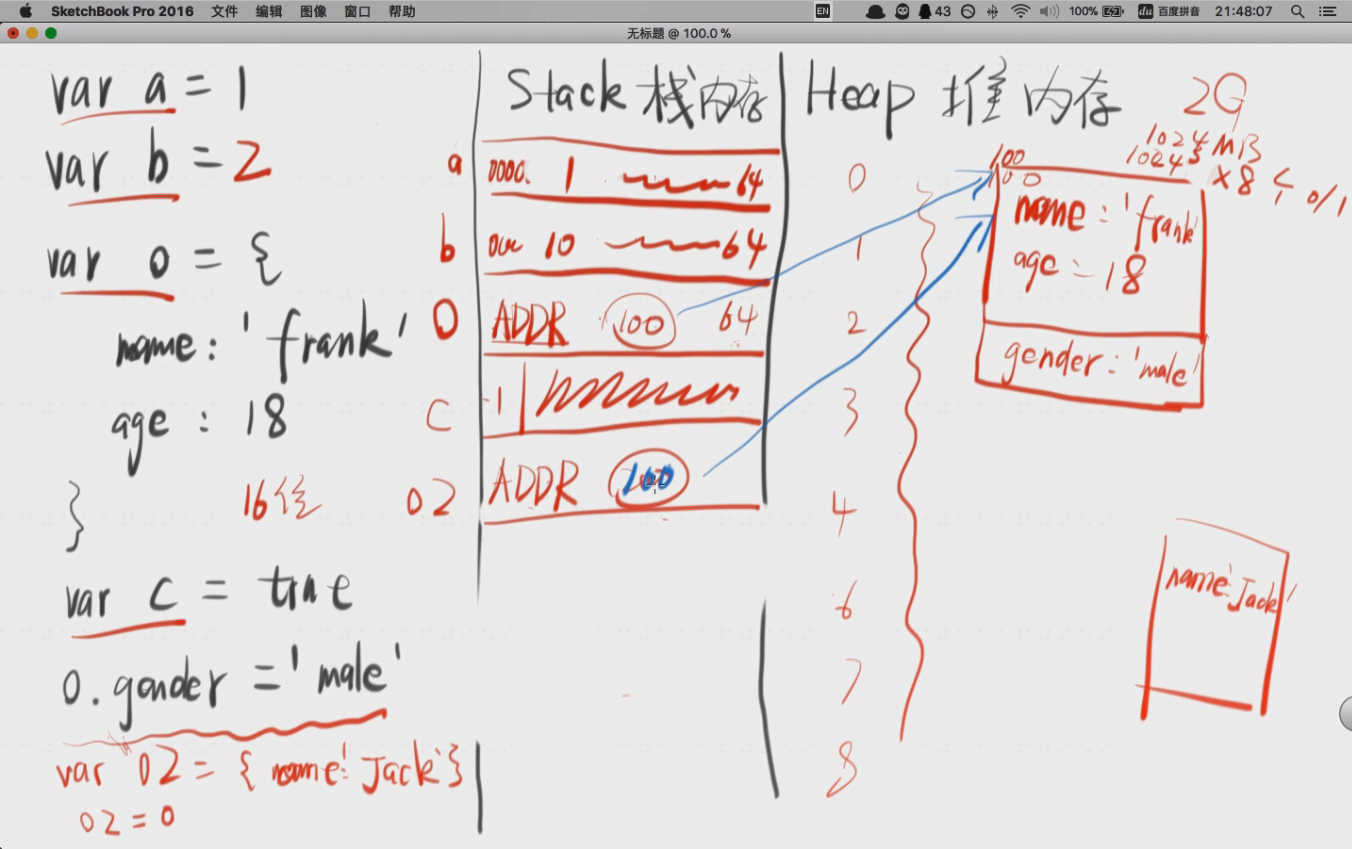 SketchBook Pro 2016 文件 编辑 图像 窗口 帮助 EN 43 100% du 百度拼音 21:48:07
无标题 @ 100.0 %
var a = 1
var b = 2
var o = {
name: 'frank'
age : 18
}
16位
var c = true
o.gender = 'male'
var o2 = { name: 'Jack' }
o2 = o
Stack 栈内存
a 0000. 1 64
b 10 64
o ADDR 100 64
c 1
o2 ADDR 100
Heap 堆内存
2G
1024 MB
1024
×8 个 0/1
0
1
2
3
4
6
7
8
100
100
name: 'frank'
age = 18
gender: 'male'
name: 'Jack'